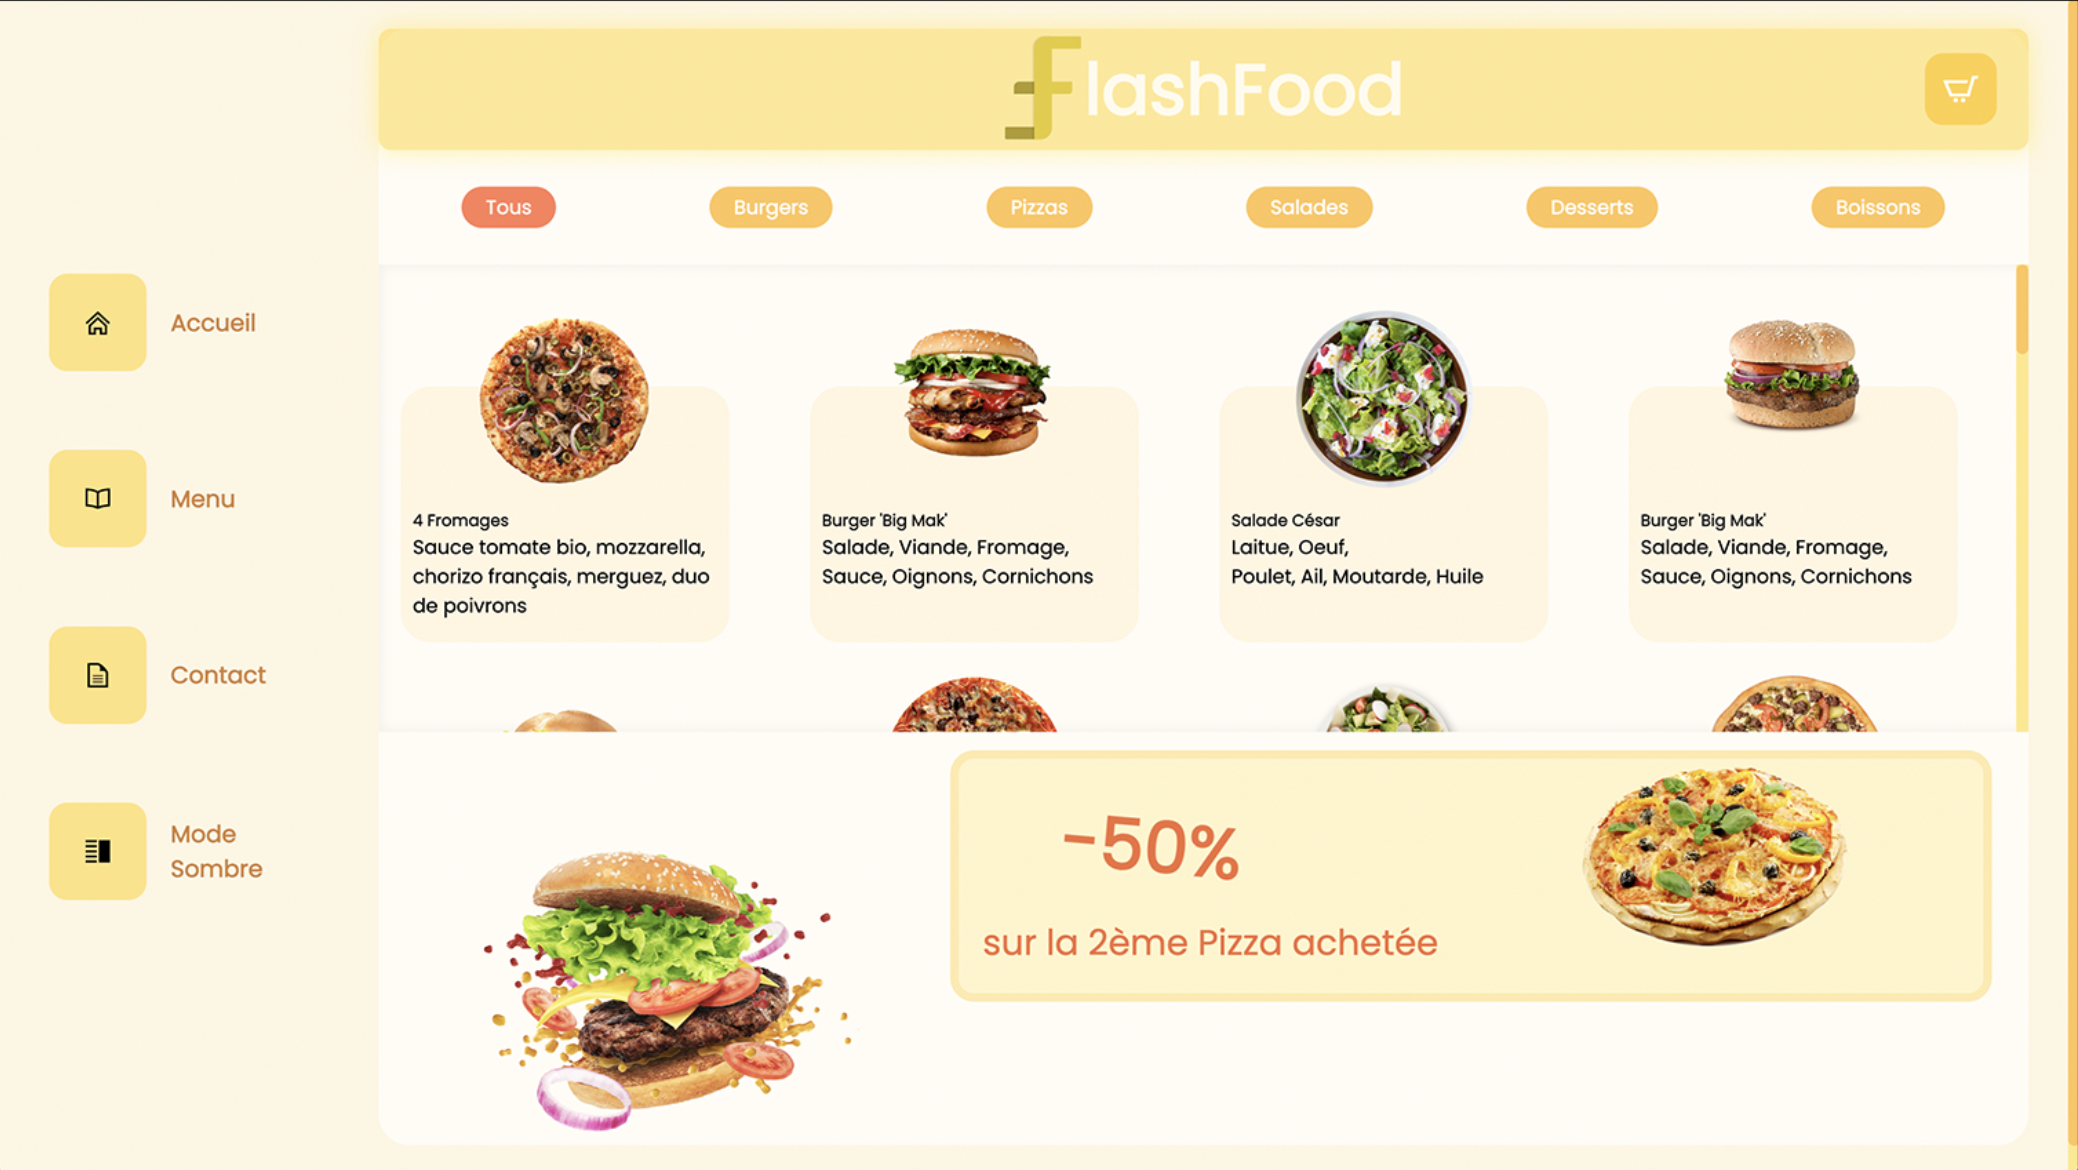 FlashFood
Tous
Burgers
Pizzas
Salades
Desserts
Boissons
Accueil
Menu
Contact
Mode
Sombre
4 Fromages
Sauce tomate bio, mozzarella,
chorizo français, merguez, duo
de poivrons
Burger 'Big Mak'
Salade, Viande, Fromage,
Sauce, Oignons, Cornichons
Salade César
Laitue, Oeuf,
Poulet, Ail, Moutarde, Huile
Burger 'Big Mak'
Salade, Viande, Fromage,
Sauce, Oignons, Cornichons
-50%
sur la 2ème Pizza achetée